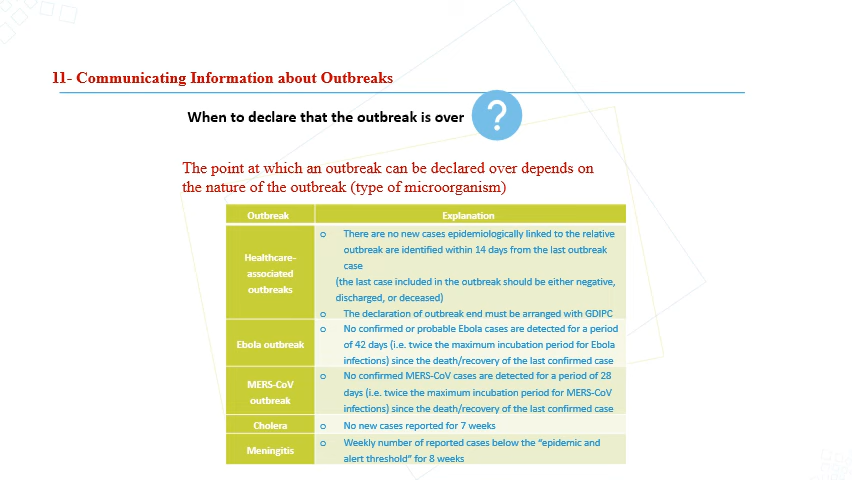 11- Communicating Information about Outbreaks
When to declare that the outbreak is over
?
The point at which an outbreak can be declared over depends on
the nature of the outbreak (type of microorganism)
Outbreak Explanation
Healthcare-
associated
outbreaks
o There are no new cases epidemiologically linked to the relative
outbreak are identified within 14 days from the last outbreak
case
(the last case included in the outbreak should be either negative,
discharged, or deceased)
o The declaration of outbreak end must be arranged with GDIPC
Ebola outbreak
o No confirmed or probable Ebola cases are detected for a period
of 42 days (i.e. twice the maximum incubation period for Ebola
infections) since the death/recovery of the last confirmed case
MERS-CoV
outbreak
o No confirmed MERS-CoV cases are detected for a period of 28
days (i.e. twice the maximum incubation period for MERS-CoV
infections) since the death/recovery of the last confirmed case
Cholera
o No new cases reported for 7 weeks
Meningitis
o Weekly number of reported cases below the “epidemic and
alert threshold” for 8 weeks